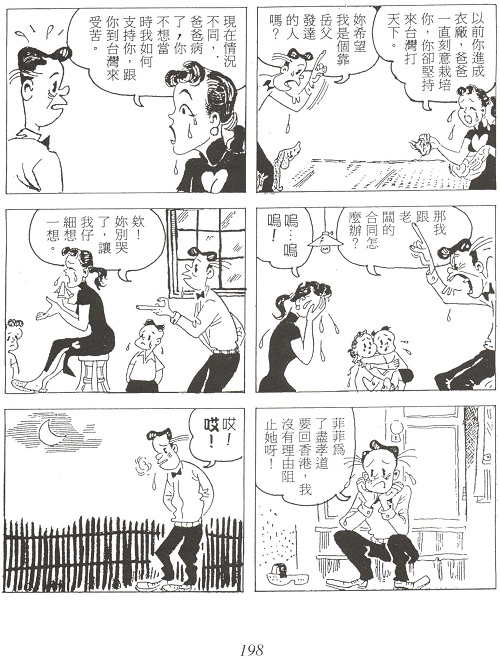 以前你進成
衣廠，爸爸
一直刻意栽培
你，你卻堅持
來台灣打
天下。
妳希望
我是個靠
岳父
發達
的人
嗎？
現在情況
不同，
爸爸病
了，你
不想當
時我如何
支持你，跟
你到台灣來
受苦。
那我
跟老
闆的
合同怎
麼辦？
嗚…嗚
嗚！
欸！
妳別哭
了，讓
我仔
細想
一想。
菲菲為
了盡孝道
要回香港，我
沒有理由阻
止她呀！
哎！
哎！
198